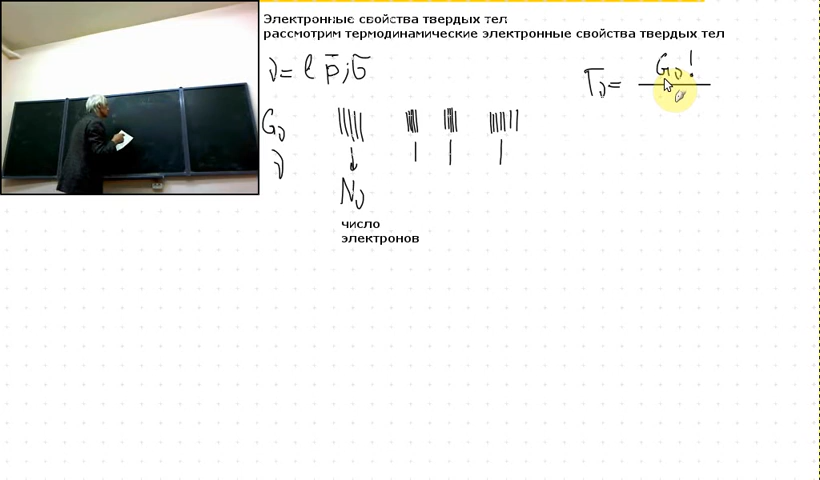 Электронные свойства твердых тел
рассмотрим термодинамические электронные свойства твердых тел
ν = l p̄ ; σ̄
Γν = Gν! /
Gν
ν
Nν
число
электронов